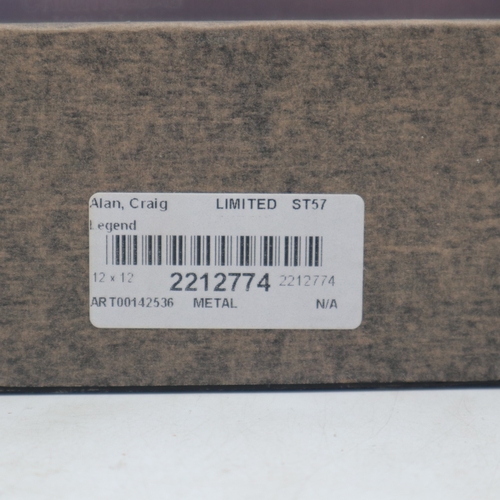 Alan, Craig LIMITED ST57
Legend
12 x 12 2212774 2212774
ART00142536 METAL N/A